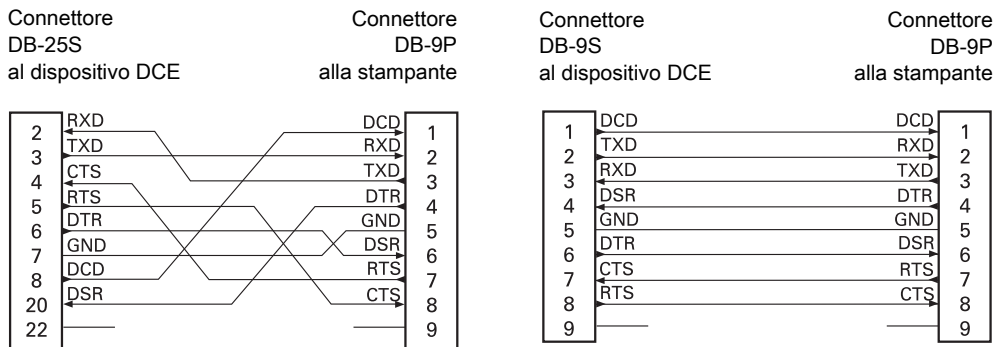 Connettore
DB-25S
al dispositivo DCE
Connettore
DB-9P
alla stampante
2 RXD DCD 1
3 TXD RXD 2
4 CTS TXD 3
5 RTS DTR 4
6 DTR GND 5
7 GND DSR 6
8 DCD RTS 7
20 DSR CTS 8
22 9
Connettore
DB-9S
al dispositivo DCE
Connettore
DB-9P
alla stampante
1 DCD DCD 1
2 TXD RXD 2
3 RXD TXD 3
4 DSR DTR 4
5 GND GND 5
6 DTR DSR 6
7 CTS RTS 7
8 RTS CTS 8
9 9